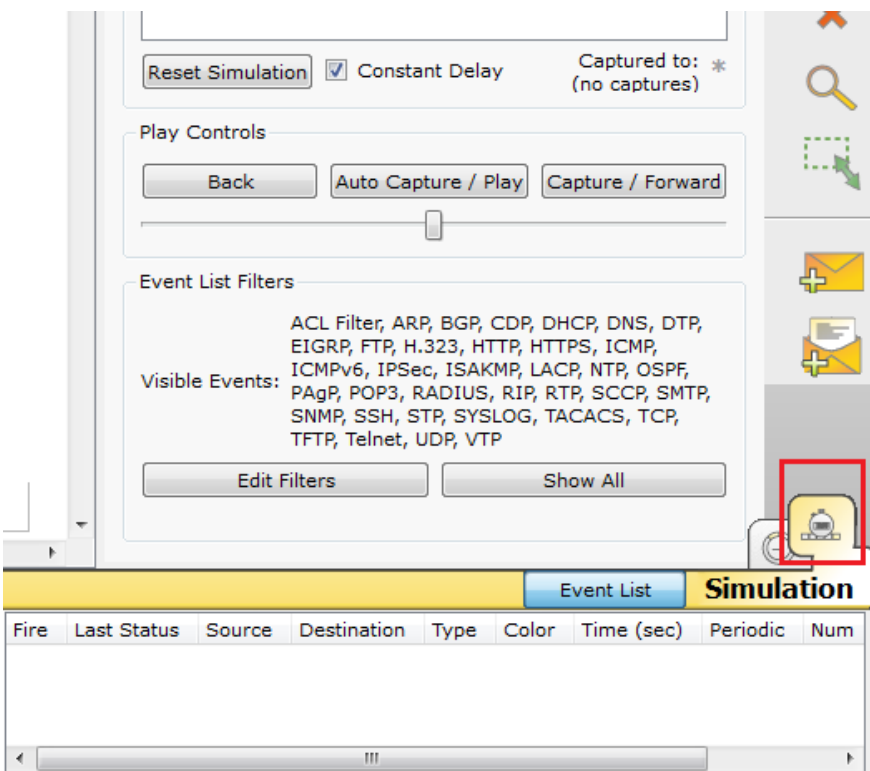 Reset Simulation Constant Delay Captured to: *
(no captures)
Play Controls
Back Auto Capture / Play Capture / Forward
Event List Filters
Visible Events:
ACL Filter, ARP, BGP, CDP, DHCP, DNS, DTP,
EIGRP, FTP, H.323, HTTP, HTTPS, ICMP,
ICMPv6, IPSec, ISAKMP, LACP, NTP, OSPF,
PAgP, POP3, RADIUS, RIP, RTP, SCCP, SMTP,
SNMP, SSH, STP, SYSLOG, TACACS, TCP,
TFTP, Telnet, UDP, VTP
Edit Filters Show All
Event List Simulation
Fire Last Status Source Destination Type Color Time (sec) Periodic Num